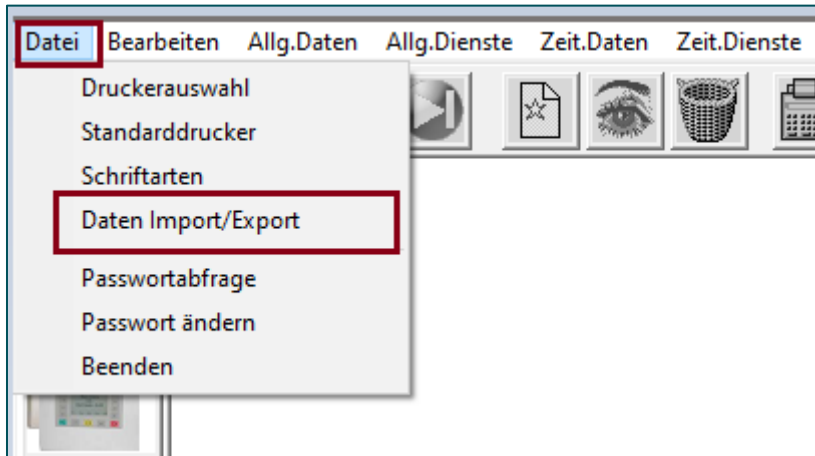 Datei Bearbeiten Allg.Daten Allg.Dienste Zeit.Daten Zeit.Dienste
Druckerauswahl
Standarddrucker
Schriftarten
Daten Import/Export
Passwortabfrage
Passwort ändern
Beenden